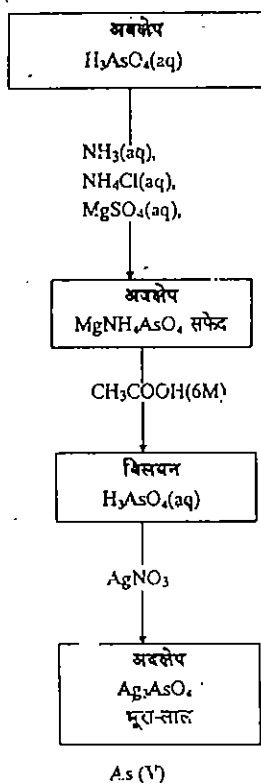 अवक्षेप
H₃AsO₄(aq)
NH₃(aq),
NH₄Cl(aq),
MgSO₄(aq),
अवक्षेप
MgNH₄AsO₄ सफेद
CH₃COOH(6M)
विलयन
H₃AsO₄(aq)
AgNO₃
अवक्षेप
Ag₃AsO₄
भूरा-लाल
As (V)